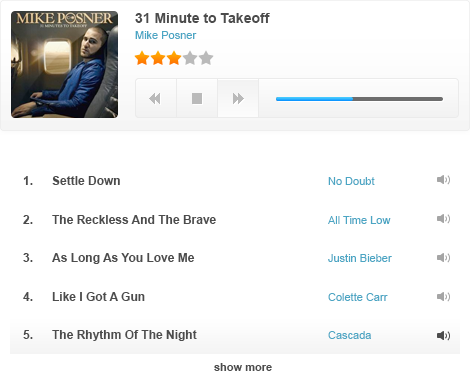 MIKE POSNER
31 MINUTES TO TAKEOFF
31 Minute to Takeoff
Mike Posner
1. Settle Down No Doubt
2. The Reckless And The Brave All Time Low
3. As Long As You Love Me Justin Bieber
4. Like I Got A Gun Colette Carr
5. The Rhythm Of The Night Cascada
show more